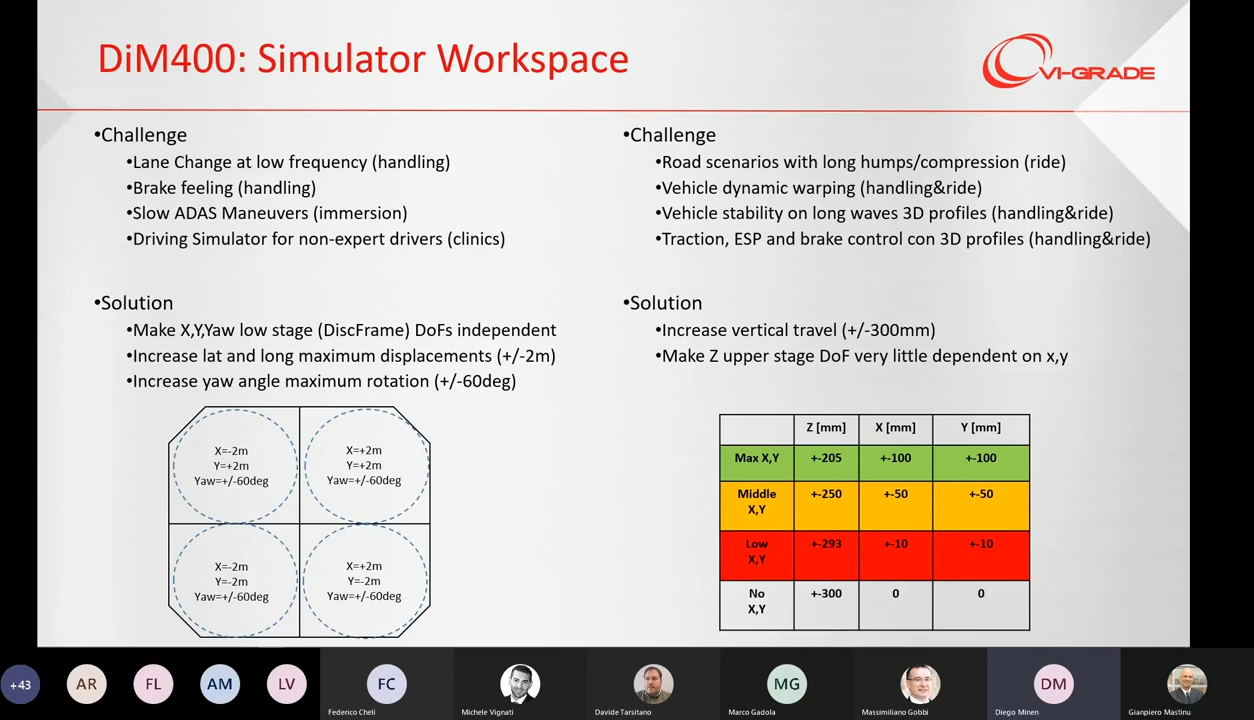 DiM400: Simulator Workspace
VI-GRADE
•Challenge
•Lane Change at low frequency (handling)
•Brake feeling (handling)
•Slow ADAS Maneuvers (immersion)
•Driving Simulator for non-expert drivers (clinics)
•Solution
•Make X,Y,Yaw low stage (DiscFrame) DoFs independent
•Increase lat and long maximum displacements (+/-2m)
•Increase yaw angle maximum rotation (+/-60deg)
X=-2m
Y=+2m
Yaw=+/-60deg
X=+2m
Y=+2m
Yaw=+/-60deg
X=-2m
Y=-2m
Yaw=+/-60deg
X=+2m
Y=-2m
Yaw=+/-60deg
•Challenge
•Road scenarios with long humps/compression (ride)
•Vehicle dynamic warping (handling&ride)
•Vehicle stability on long waves 3D profiles (handling&ride)
•Traction, ESP and brake control con 3D profiles (handling&ride)
•Solution
•Increase vertical travel (+/-300mm)
•Make Z upper stage DoF very little dependent on x,y
Z [mm] X [mm] Y [mm]
Max X,Y +-205 +-100 +-100
Middle X,Y +-250 +-50 +-50
Low X,Y +-293 +-10 +-10
No X,Y +-300 0 0
+43 AR FL AM LV FC MG DM
Federico Cheli Michele Vignati Davide Tarsitano Marco Gadola Massimiliano Gobbi Diego Minen Gianpiero Mastinu